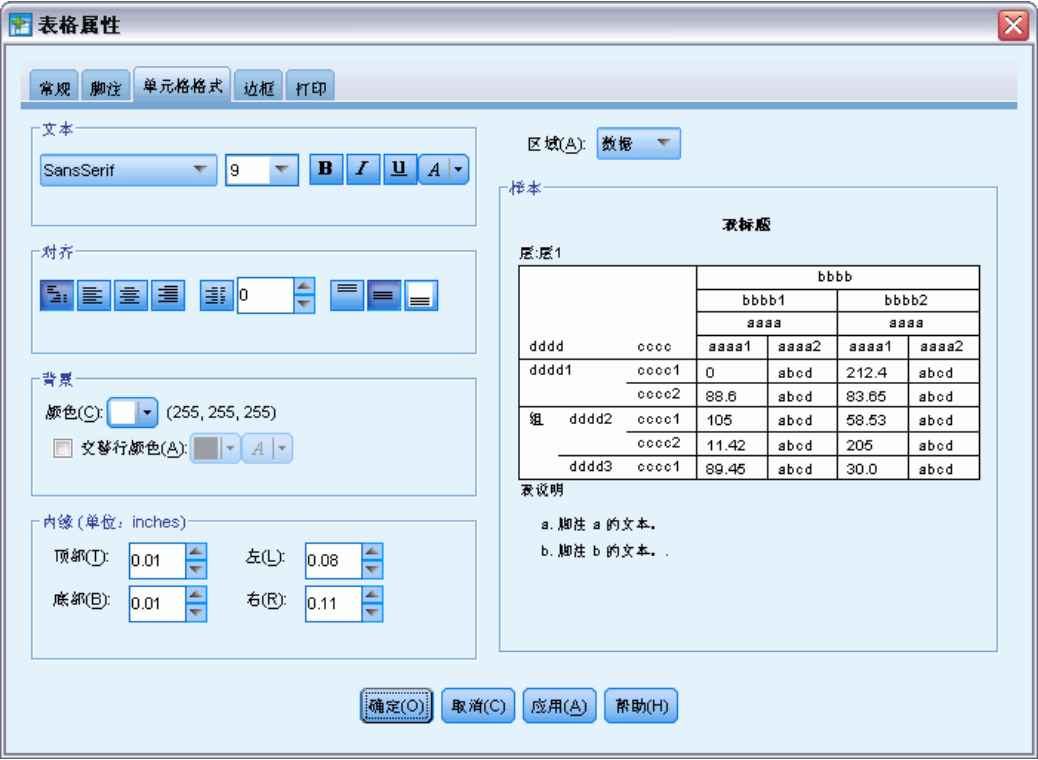 表格属性
常规 脚注 单元格格式 边框 打印
文本
SansSerif 9 B I U A
对齐
0
背景
颜色(C): (255, 255, 255)
交替行颜色(A): A
内缘(单位：inches)
顶部(T): 0.01 左(L): 0.08
底部(B): 0.01 右(R): 0.11
区域(A): 数据
样本
表标题
层:层1
bbbb
bbbb1 bbbb2
aaaa aaaa
dddd cccc aaaa1 aaaa2 aaaa1 aaaa2
dddd1 cccc1 0 abcd 212.4 abcd
cccc2 88.6 abcd 83.65 abcd
组 dddd2 cccc1 105 abcd 58.53 abcd
cccc2 11.42 abcd 205 abcd
dddd3 cccc1 89.45 abcd 30.0 abcd
表说明
a. 脚注 a 的文本。
b. 脚注 b 的文本。.
确定(O) 取消(C) 应用(A) 帮助(H)